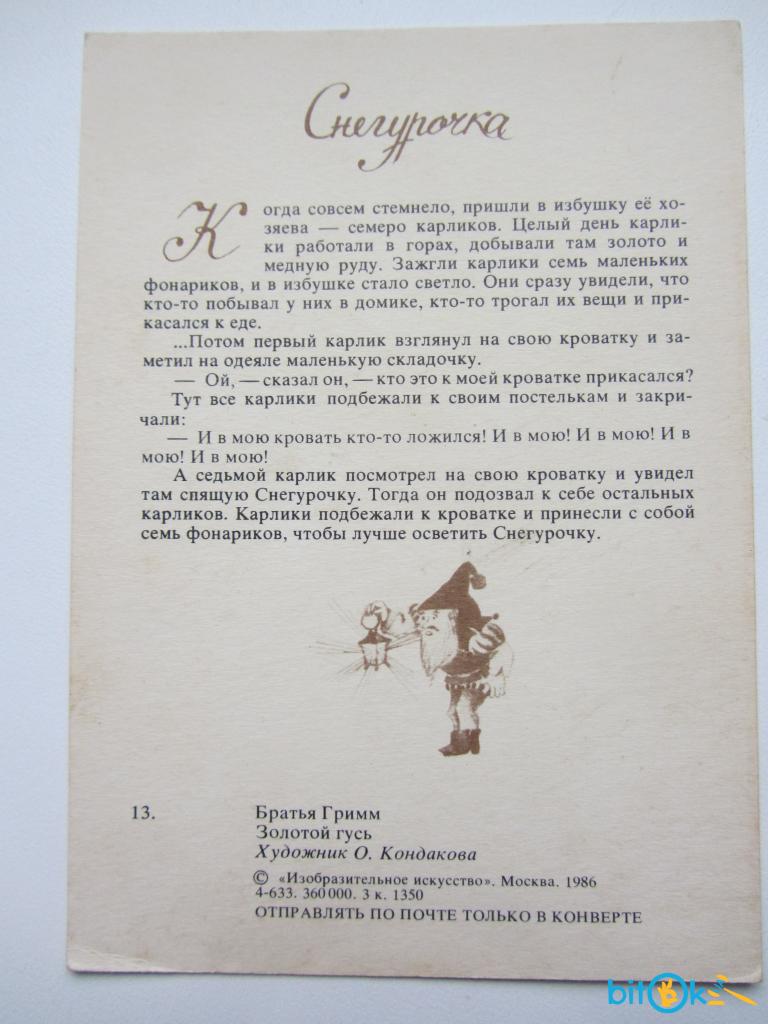 Снегурочка
Когда совсем стемнело, пришли в избушку её хо-
зяева — семеро карликов. Целый день карли-
ки работали в горах, добывали там золото и
медную руду. Зажгли карлики семь маленьких
фонариков, и в избушке стало светло. Они сразу увидели, что
кто-то побывал у них в домике, кто-то трогал их вещи и при-
касался к еде.
...Потом первый карлик взглянул на свою кроватку и за-
метил на одеяле маленькую складочку.
— Ой, — сказал он, — кто это к моей кроватке прикасался?
Тут все карлики подбежали к своим постелькам и закри-
чали:
— И в мою кровать кто-то ложился! И в мою! И в мою! И в
мою! И в мою!
А седьмой карлик посмотрел на свою кроватку и увидел
там спящую Снегурочку. Тогда он подозвал к себе остальных
карликов. Карлики подбежали к кроватке и принесли с собой
семь фонариков, чтобы лучше осветить Снегурочку.
13.
Братья Гримм
Золотой гусь
Художник О. Кондакова
© «Изобразительное искусство». Москва. 1986
4-633. 360 000. 3 к. 1350
ОТПРАВЛЯТЬ ПО ПОЧТЕ ТОЛЬКО В КОНВЕРТЕ
bitok